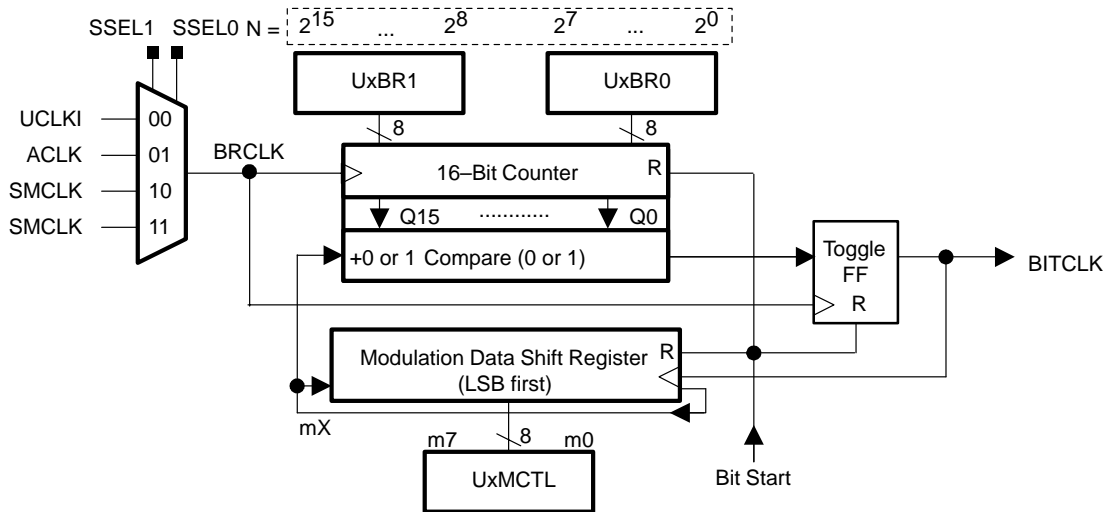 SSEL1 SSEL0 N = 2^15 ... 2^8 2^7 ... 2^0
UxBR1 UxBR0
8 8
UCLKI 00
ACLK 01
SMCLK 10
SMCLK 11
BRCLK
16–Bit Counter R
Q15 ............ Q0
+0 or 1 Compare (0 or 1)
Toggle
FF
R
BITCLK
Modulation Data Shift Register R
(LSB first)
mX
m7 8 m0
UxMCTL
Bit Start